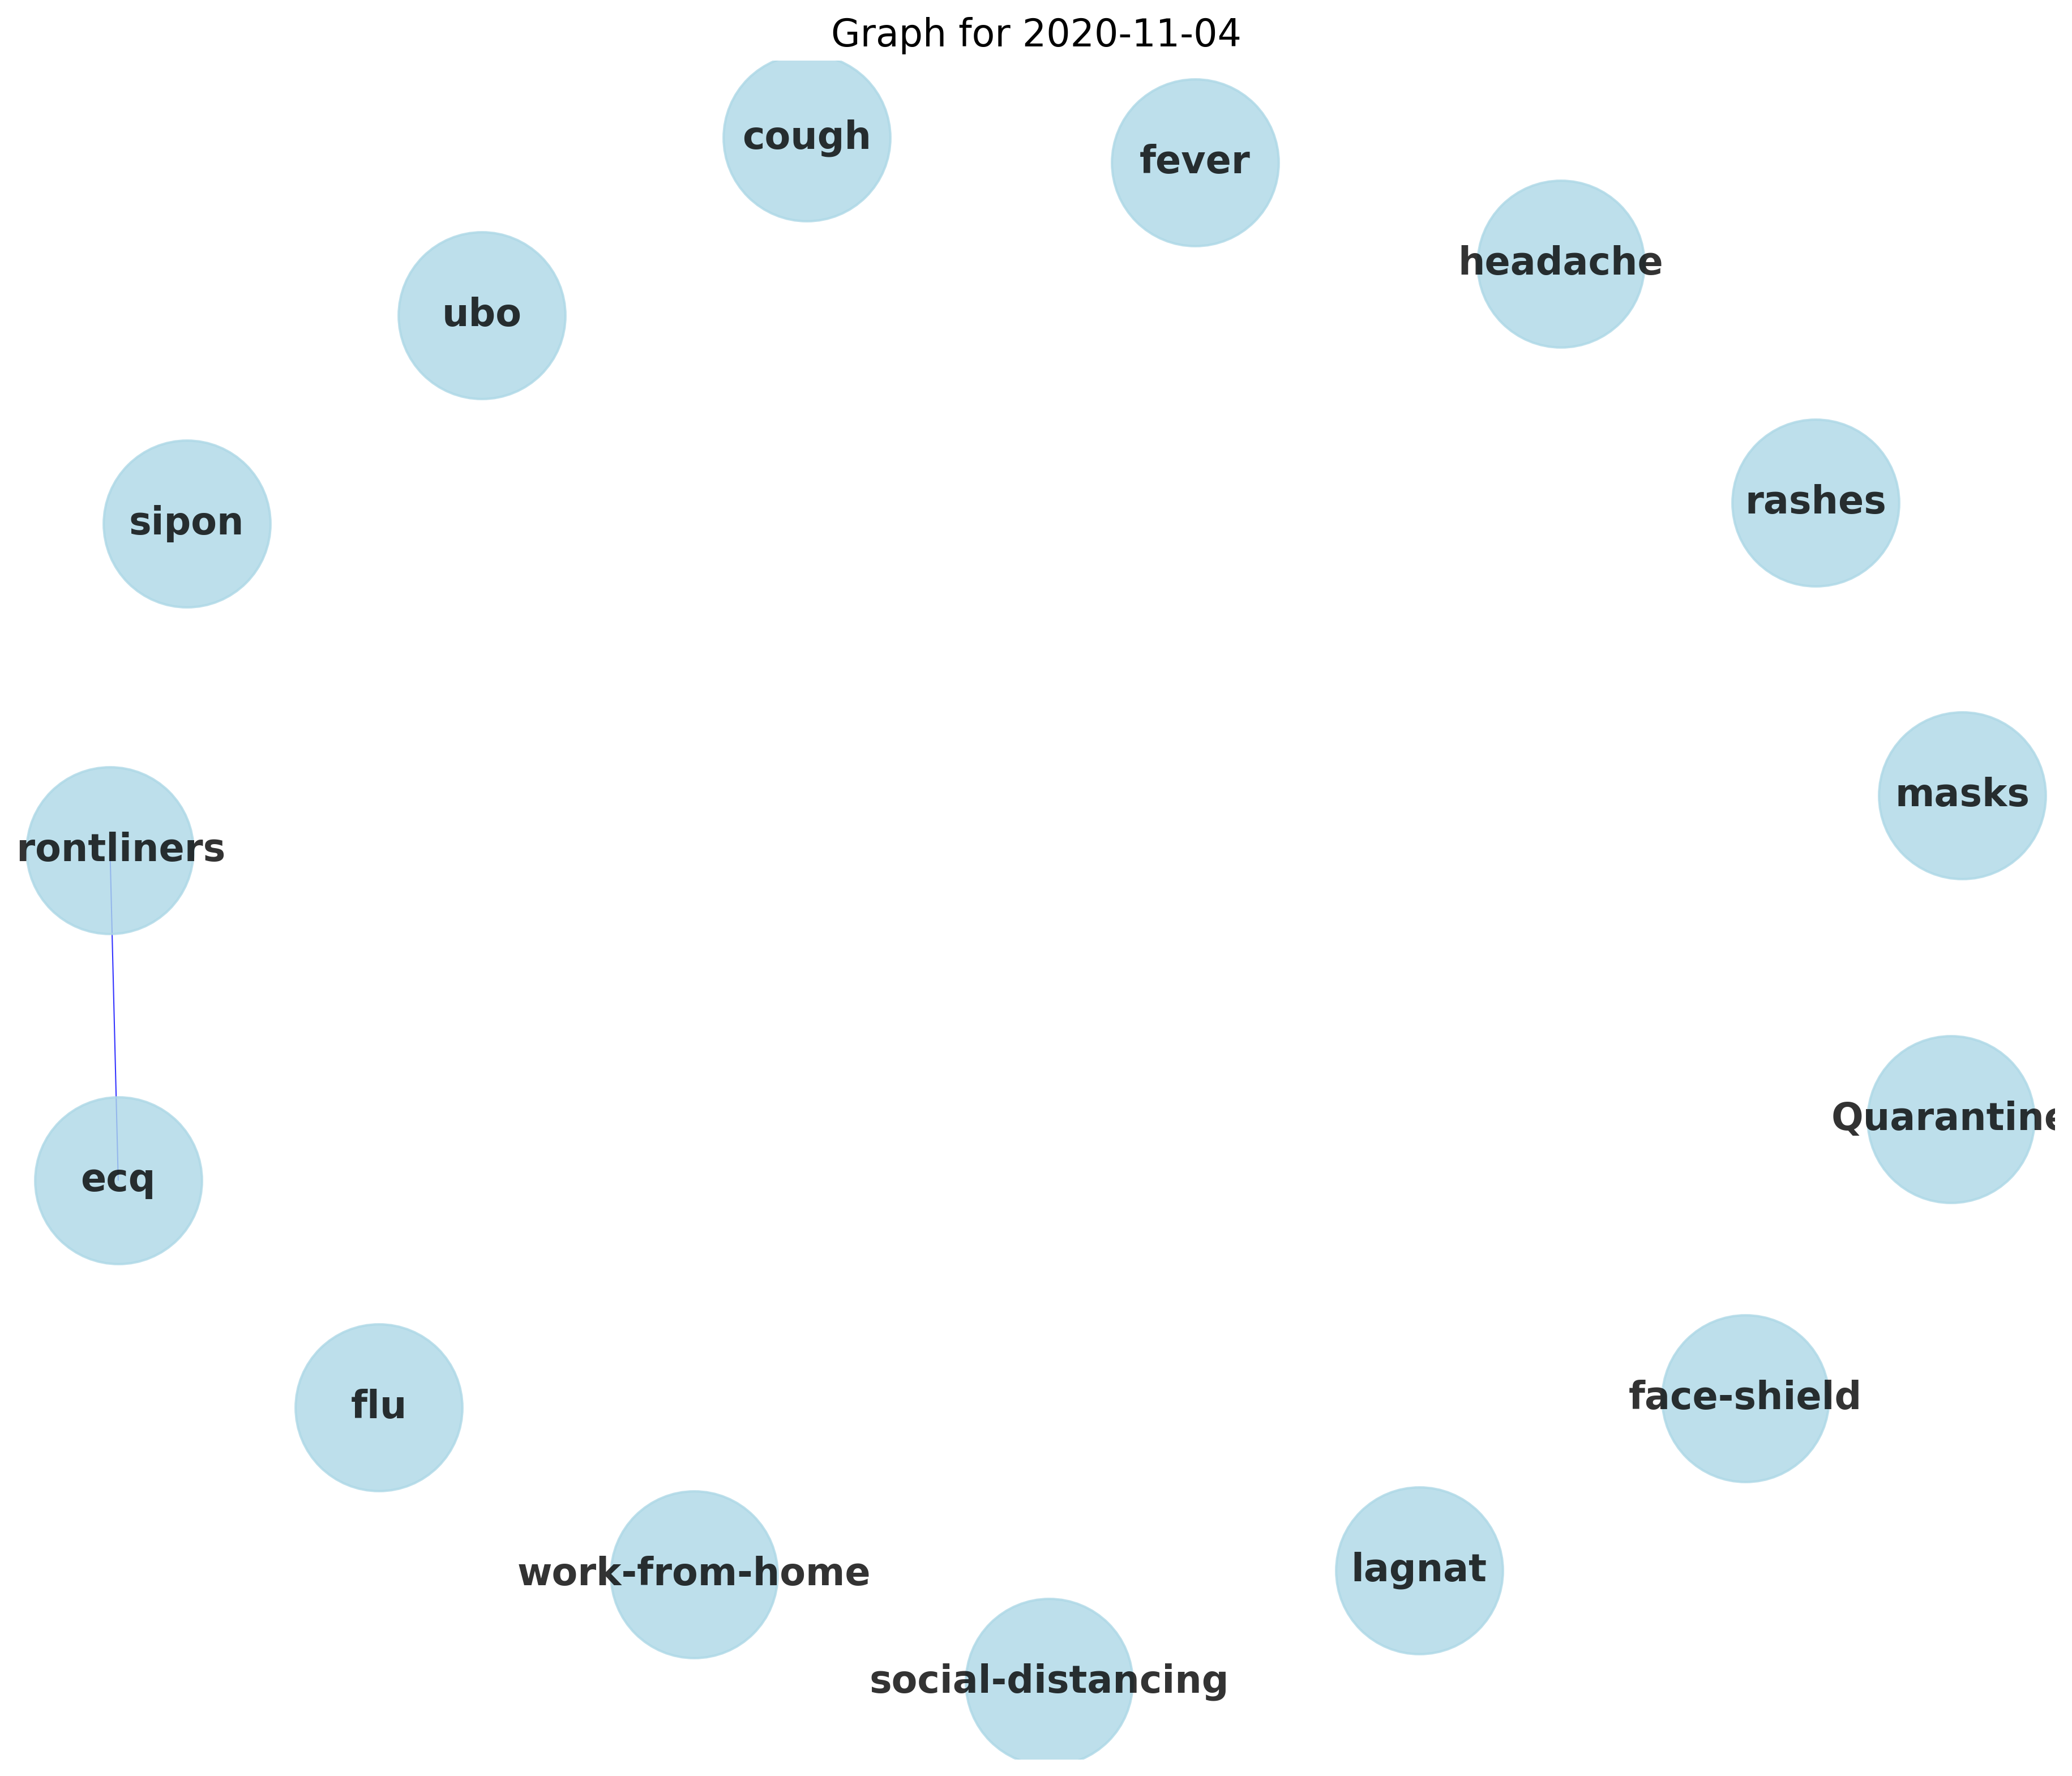 Graph for 2020-11-04
cough
fever
headache
ubo
rashes
sipon
masks
rontliners
Quarantine
ecq
face-shield
flu
lagnat
work-from-home
social-distancing